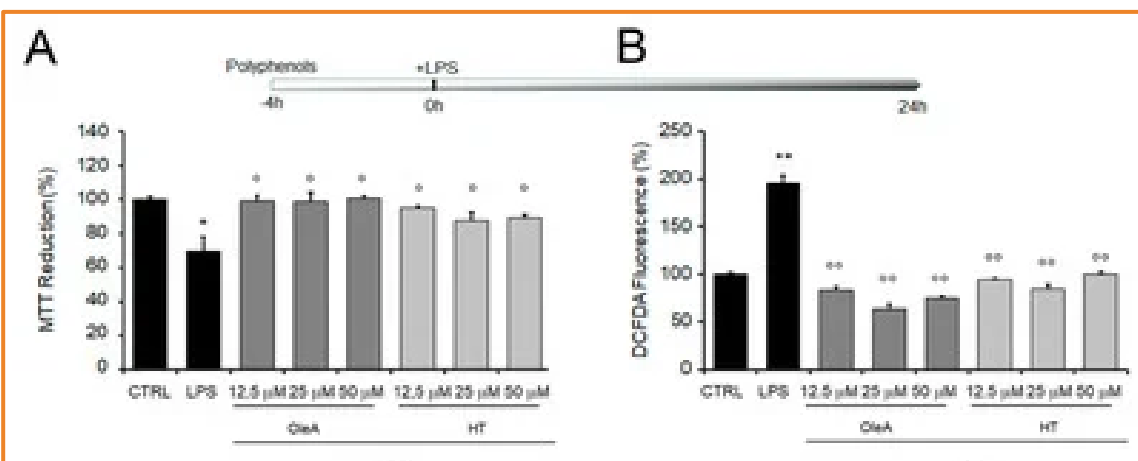 A
B
Polyphenols +LPS
-4h 0h 24h
MTT Reduction (%)
140
120
100
80
60
40
20
0
CTRL LPS 12.5 µM 25 µM 50 µM 12.5 µM 25 µM 50 µM
OleA HT
DCFDA Fluorescence (%)
250
200
150
100
50
0
CTRL LPS 12.5 µM 25 µM 50 µM 12.5 µM 25 µM 50 µM
OleA HT